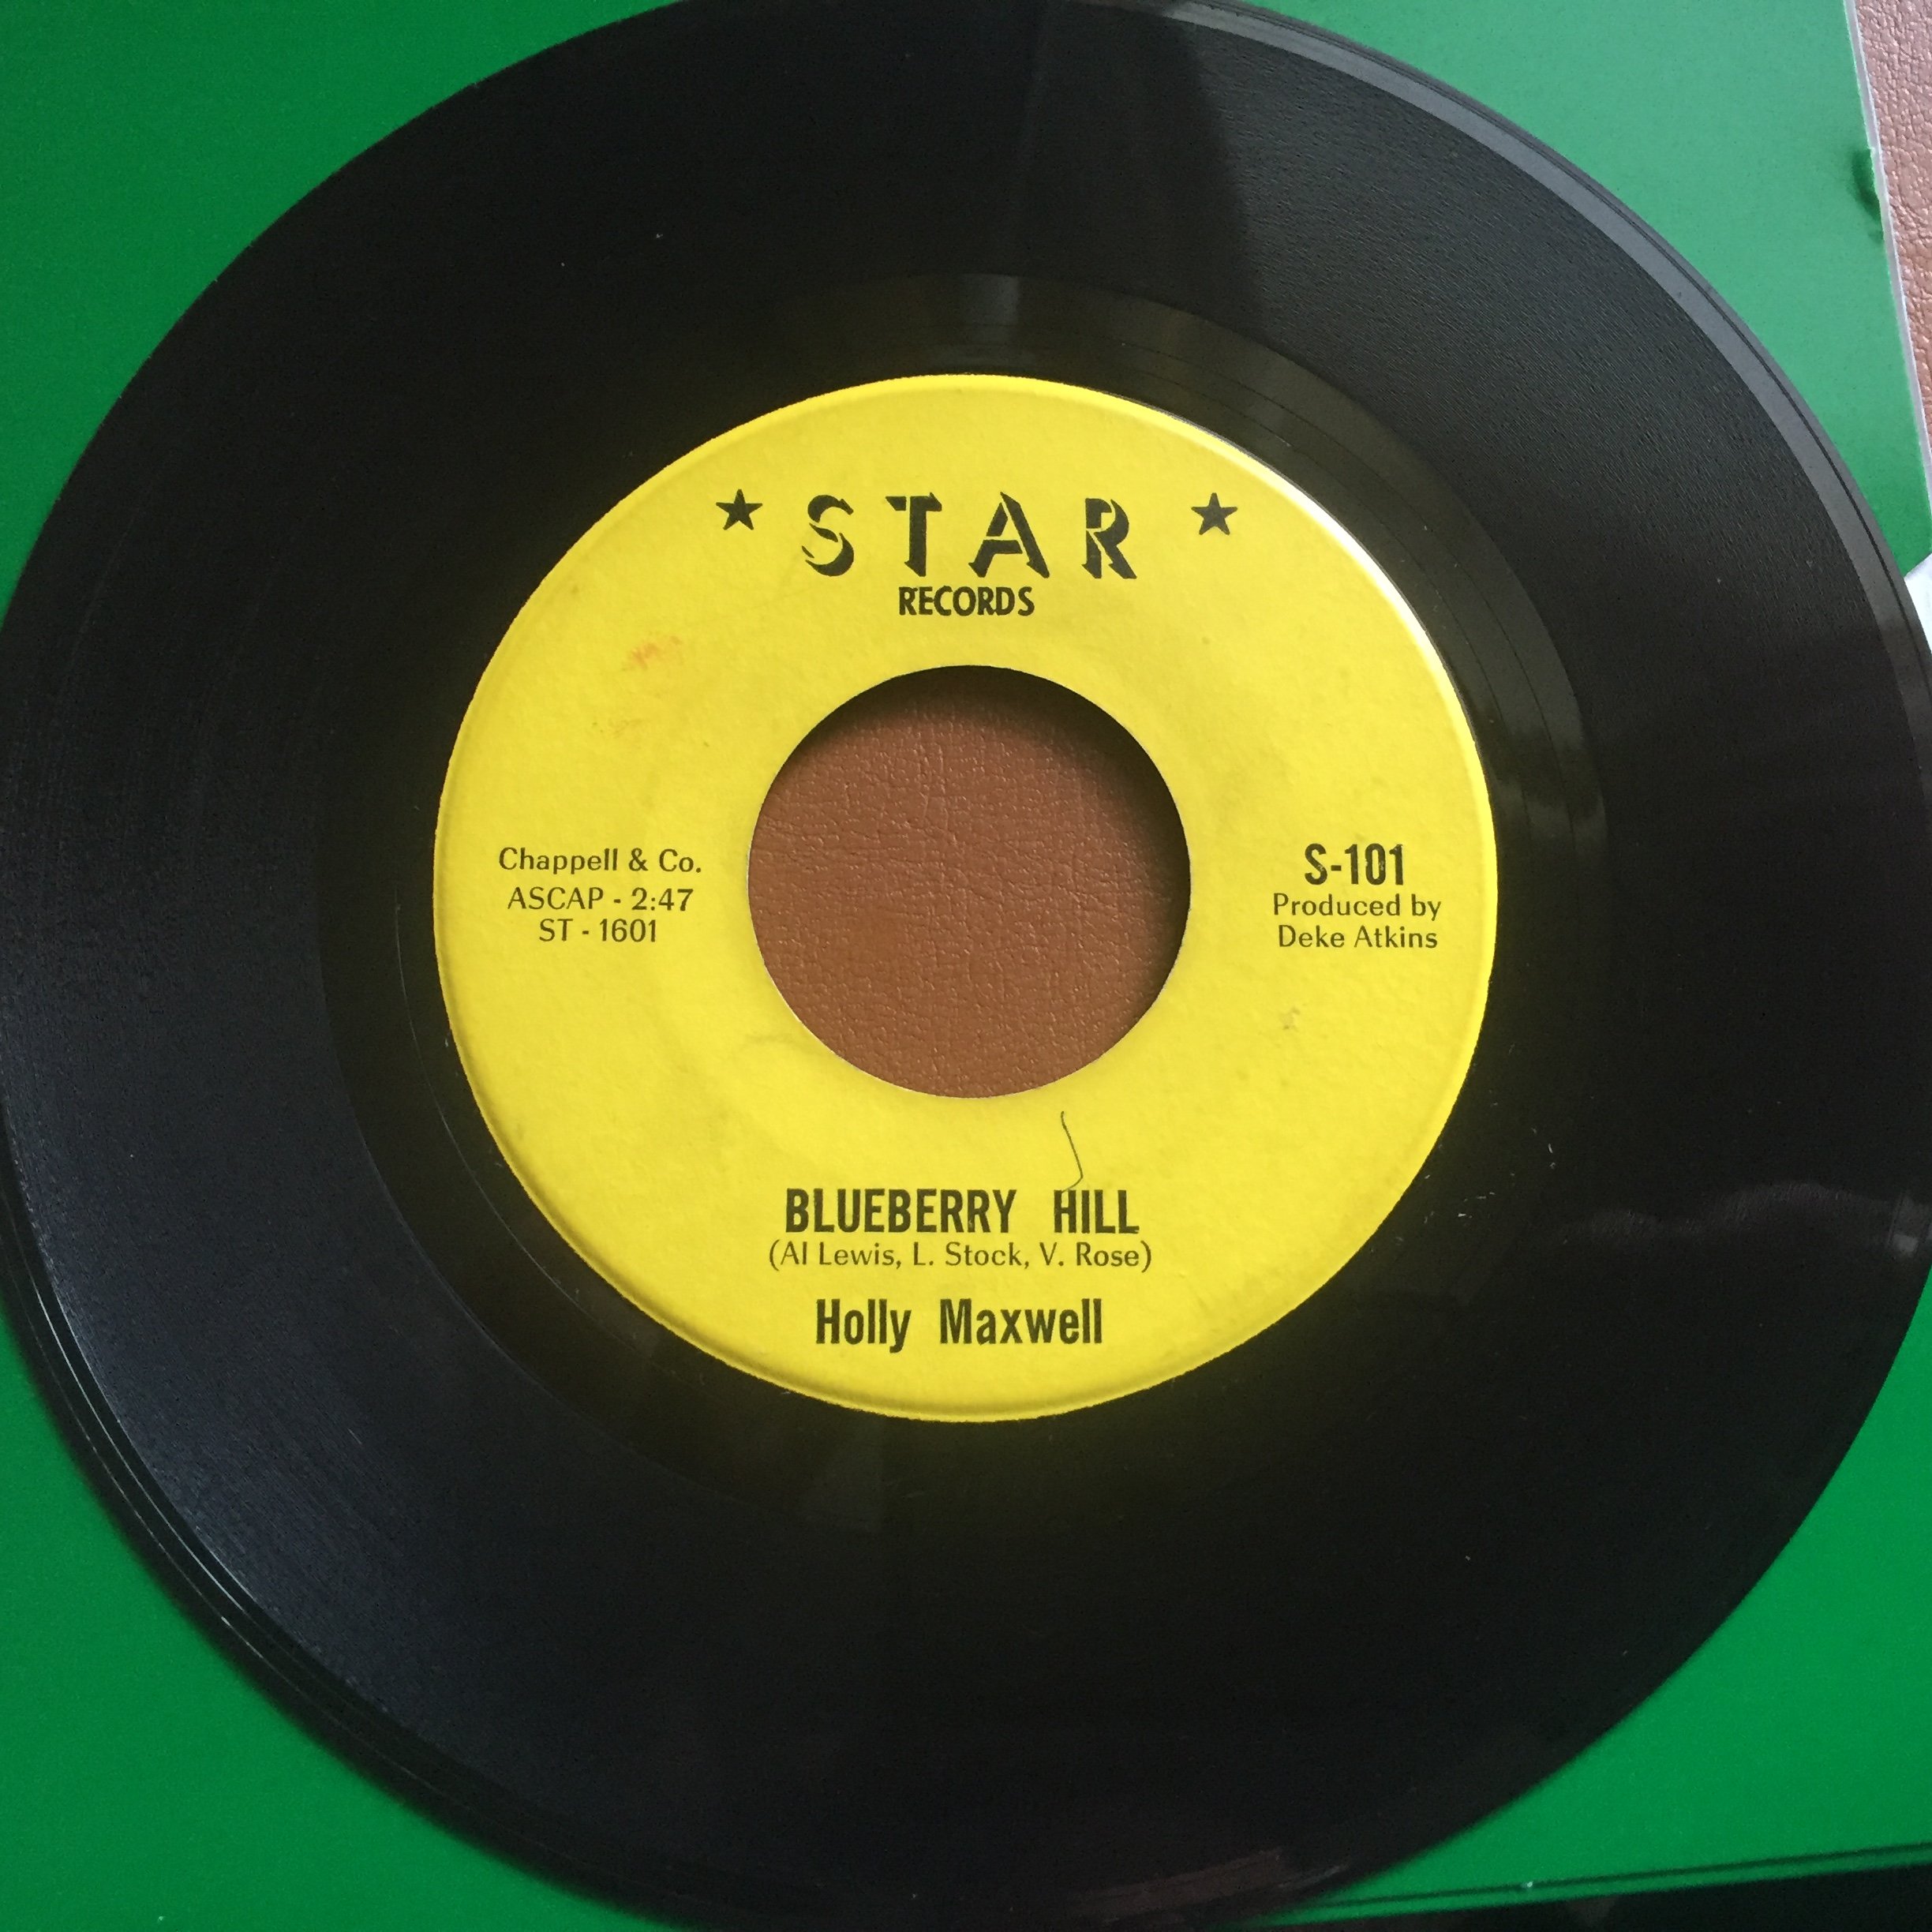 ★ STAR ★
RECORDS
Chappell & Co.
ASCAP - 2:47
ST - 1601
S-101
Produced by
Deke Atkins
BLUEBERRY HILL
(Al Lewis, L. Stock, V. Rose)
Holly Maxwell